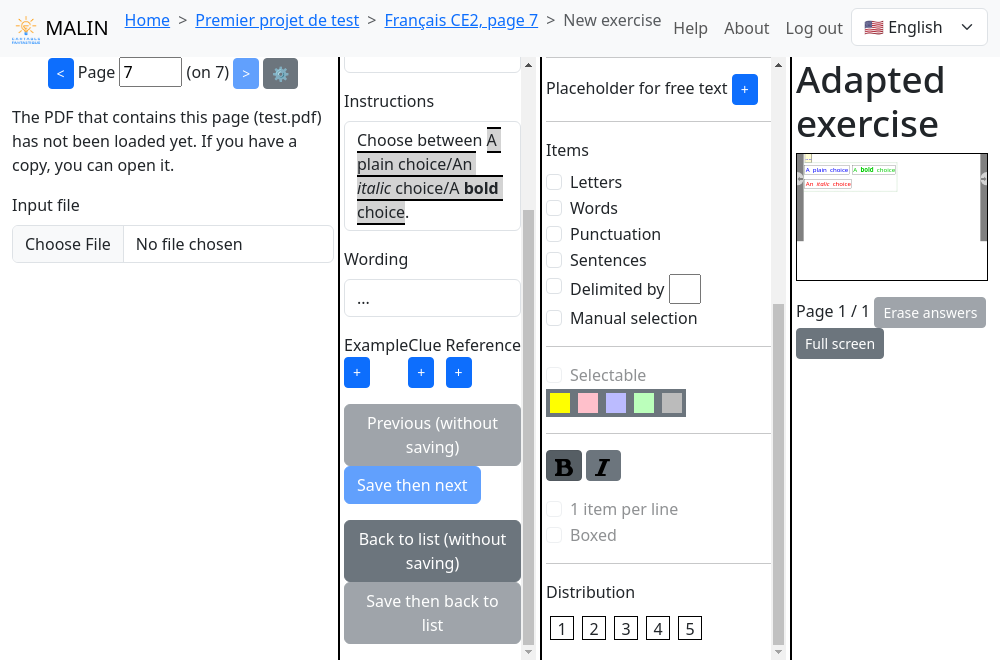 MALIN
Home > Premier projet de test > Français CE2, page 7 > New exercise
Help About Log out 🇺🇸 English
< Page 7 (on 7) > ⚙️
The PDF that contains this page (test.pdf)
has not been loaded yet. If you have a
copy, you can open it.
Input file
Choose File No file chosen
Instructions
Choose between A
plain choice/An
italic choice/A bold
choice.
Wording
...
Example Clue Reference
+ + +
Previous (without
saving)
Save then next
Back to list (without
saving)
Save then back to
list
Placeholder for free text +
Items
Letters
Words
Punctuation
Sentences
Delimited by
Manual selection
Selectable
B I
1 item per line
Boxed
Distribution
1 2 3 4 5
Adapted
exercise
...
A plain choice A bold choice
An italic choice
Page 1 / 1 Erase answers
Full screen